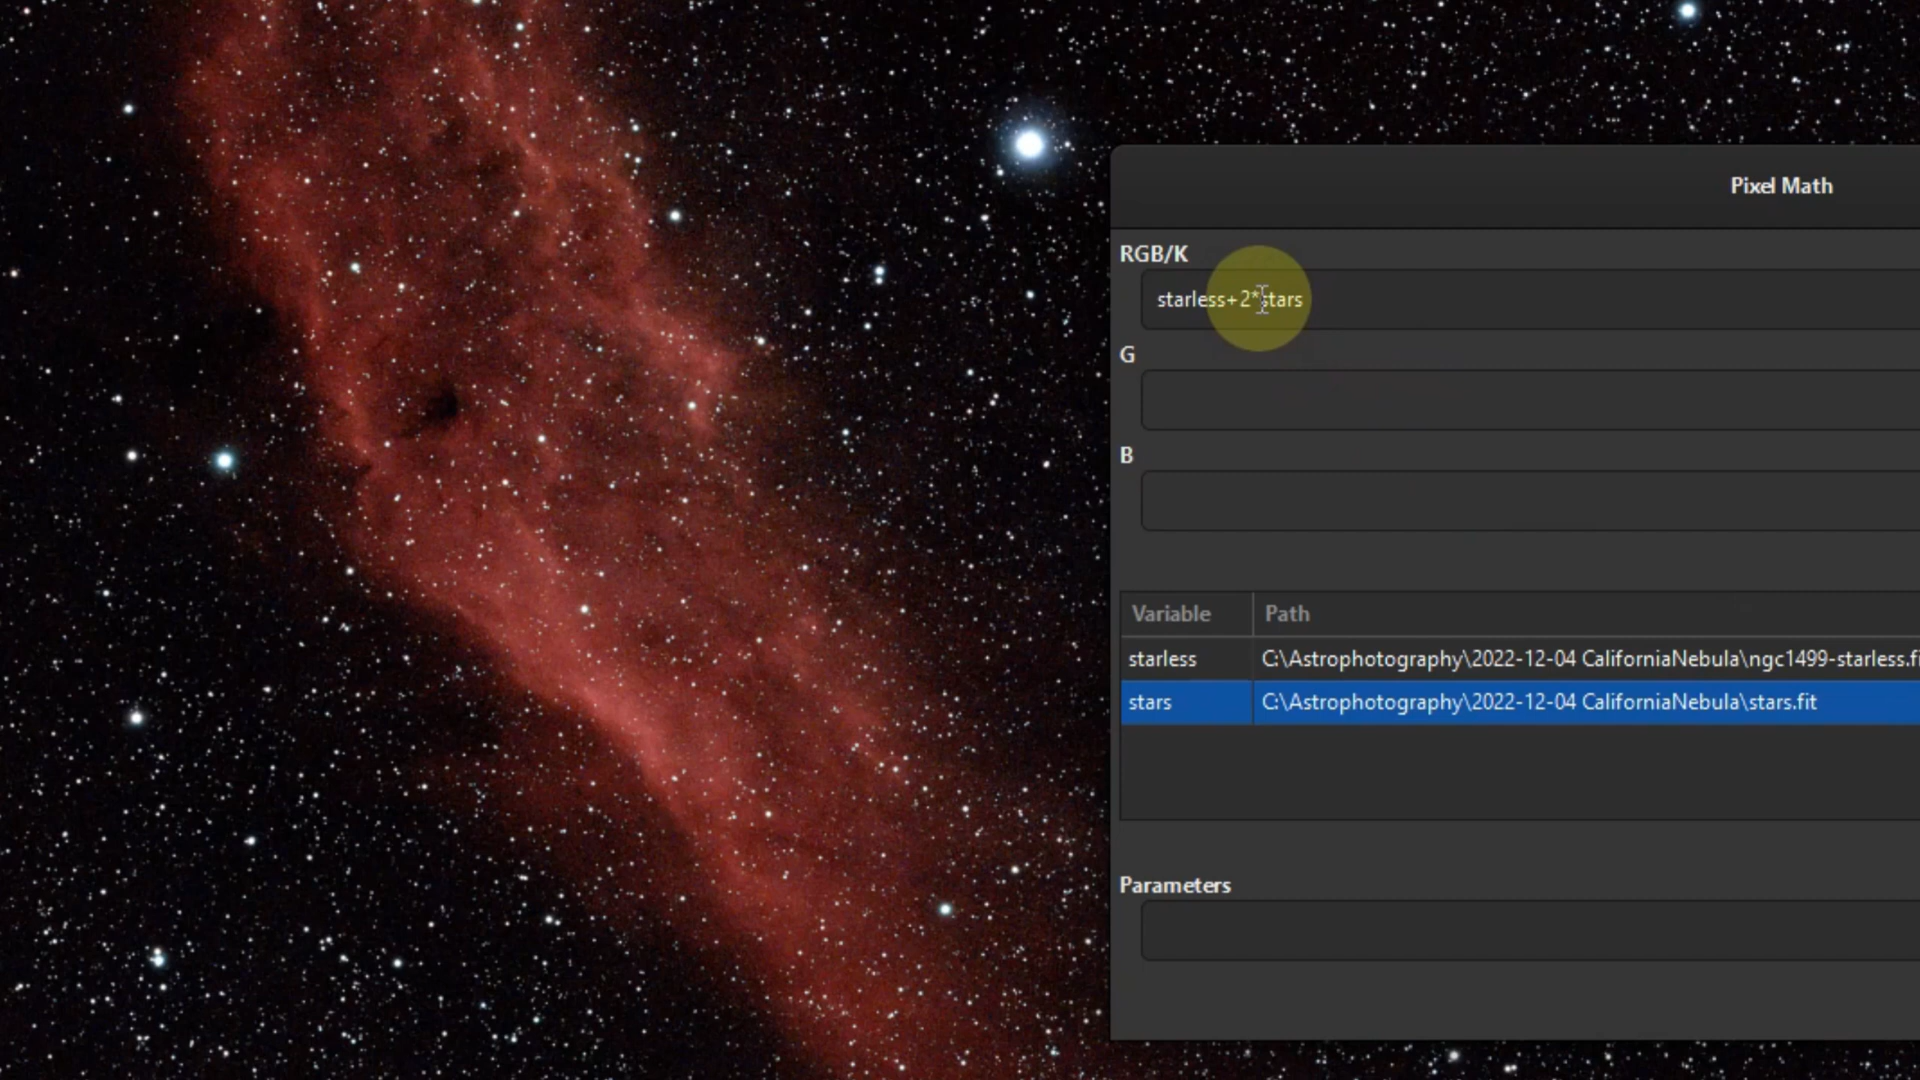 Pixel Math
RGB/K
starless+2*stars
G
B
Variable Path
starless C:\Astrophotography\2022-12-04 CaliforniaNebula\ngc1499-starless.fi
stars C:\Astrophotography\2022-12-04 CaliforniaNebula\stars.fit
Parameters